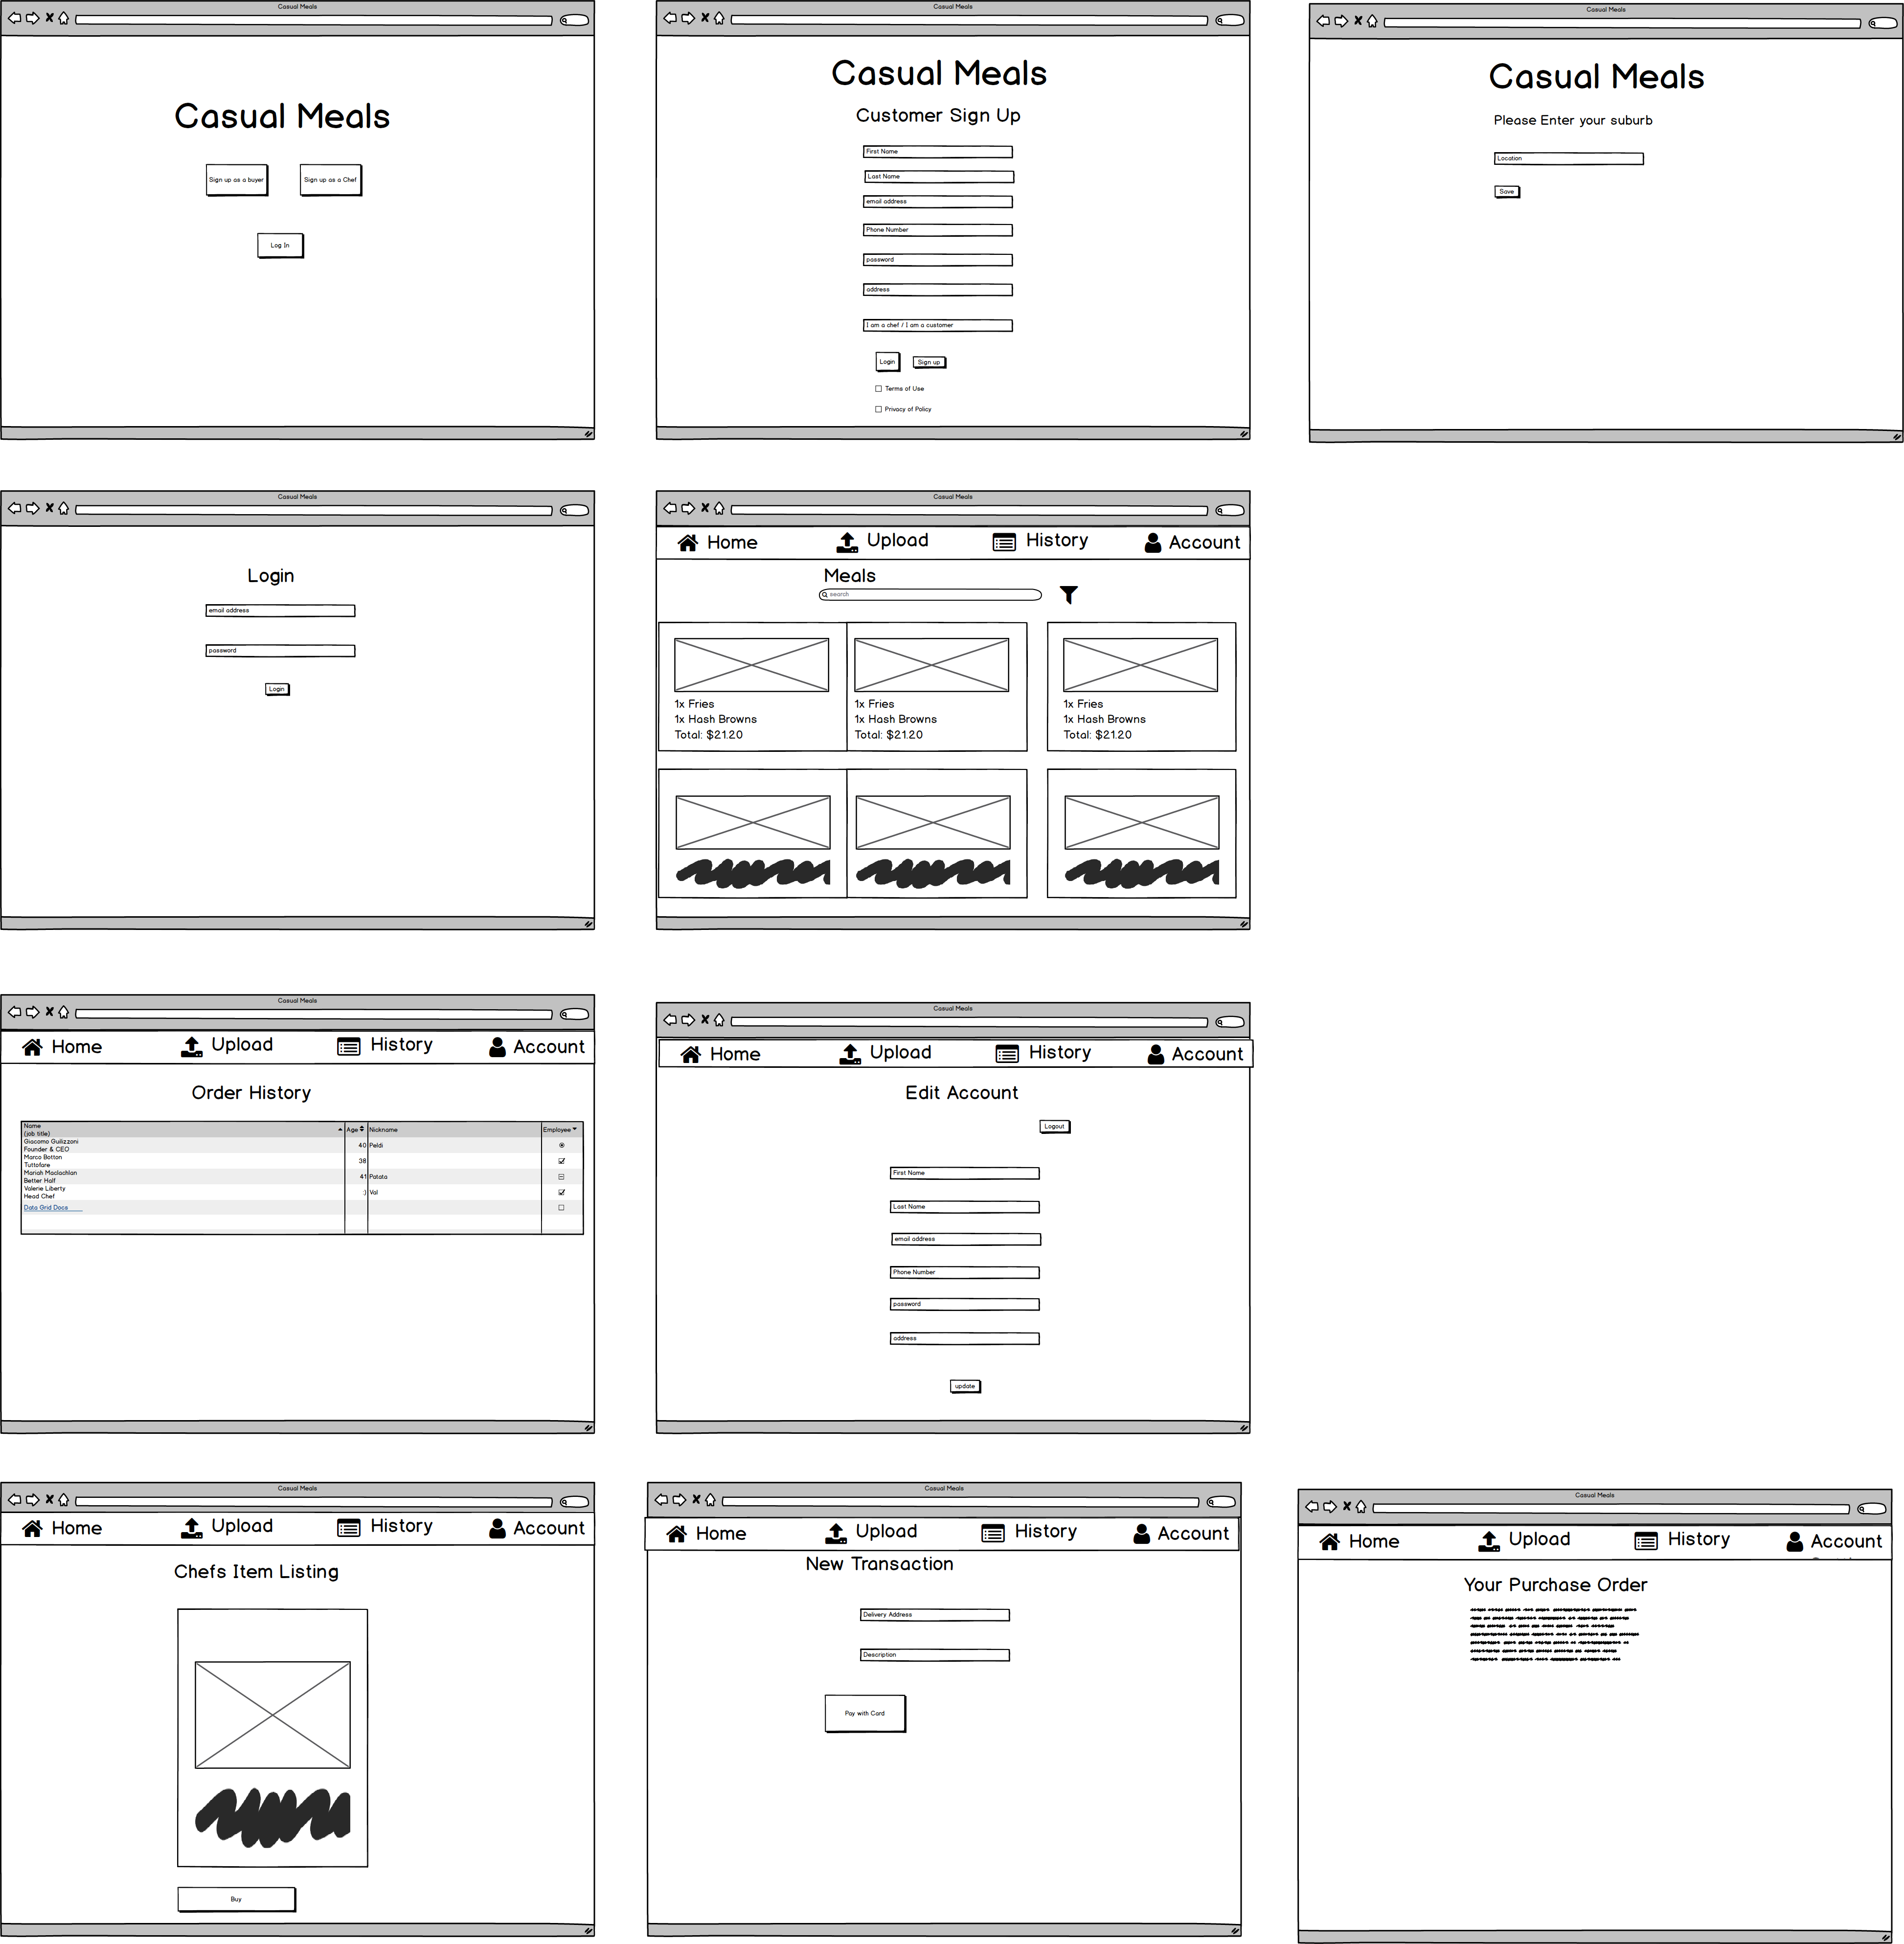 Casual Meals
Casual Meals
Sign up as a buyer
Sign up as a Chef
Log In
Casual Meals
Casual Meals
Customer Sign Up
First Name
Last Name
email address
Phone Number
password
address
I am a chef / I am a customer
Login
Sign up
Terms of Use
Privacy of Policy
Casual Meals
Casual Meals
Please Enter your suburb
Location
Save
Casual Meals
Login
email address
password
Login
Casual Meals
Home
Upload
History
Account
Meals
search
1x Fries
1x Hash Browns
Total: $21.20
1x Fries
1x Hash Browns
Total: $21.20
1x Fries
1x Hash Browns
Total: $21.20
Casual Meals
Home
Upload
History
Account
Order History
Name
(job title)
Age
Nickname
Employee
Giacomo Guilizzoni
Founder & CEO
40
Peldi
Marco Botton
Tuttofare
38
Mariah Maclachlan
Better Half
41
Patata
Valerie Liberty
Head Chef
:)
Val
Data Grid Docs
Casual Meals
Home
Upload
History
Account
Edit Account
Logout
First Name
Last Name
email address
Phone Number
password
address
update
Casual Meals
Home
Upload
History
Account
Chefs Item Listing
Buy
Casual Meals
Home
Upload
History
Account
New Transaction
Delivery Address
Description
Pay with Card
Casual Meals
Home
Upload
History
Account
Your Purchase Order